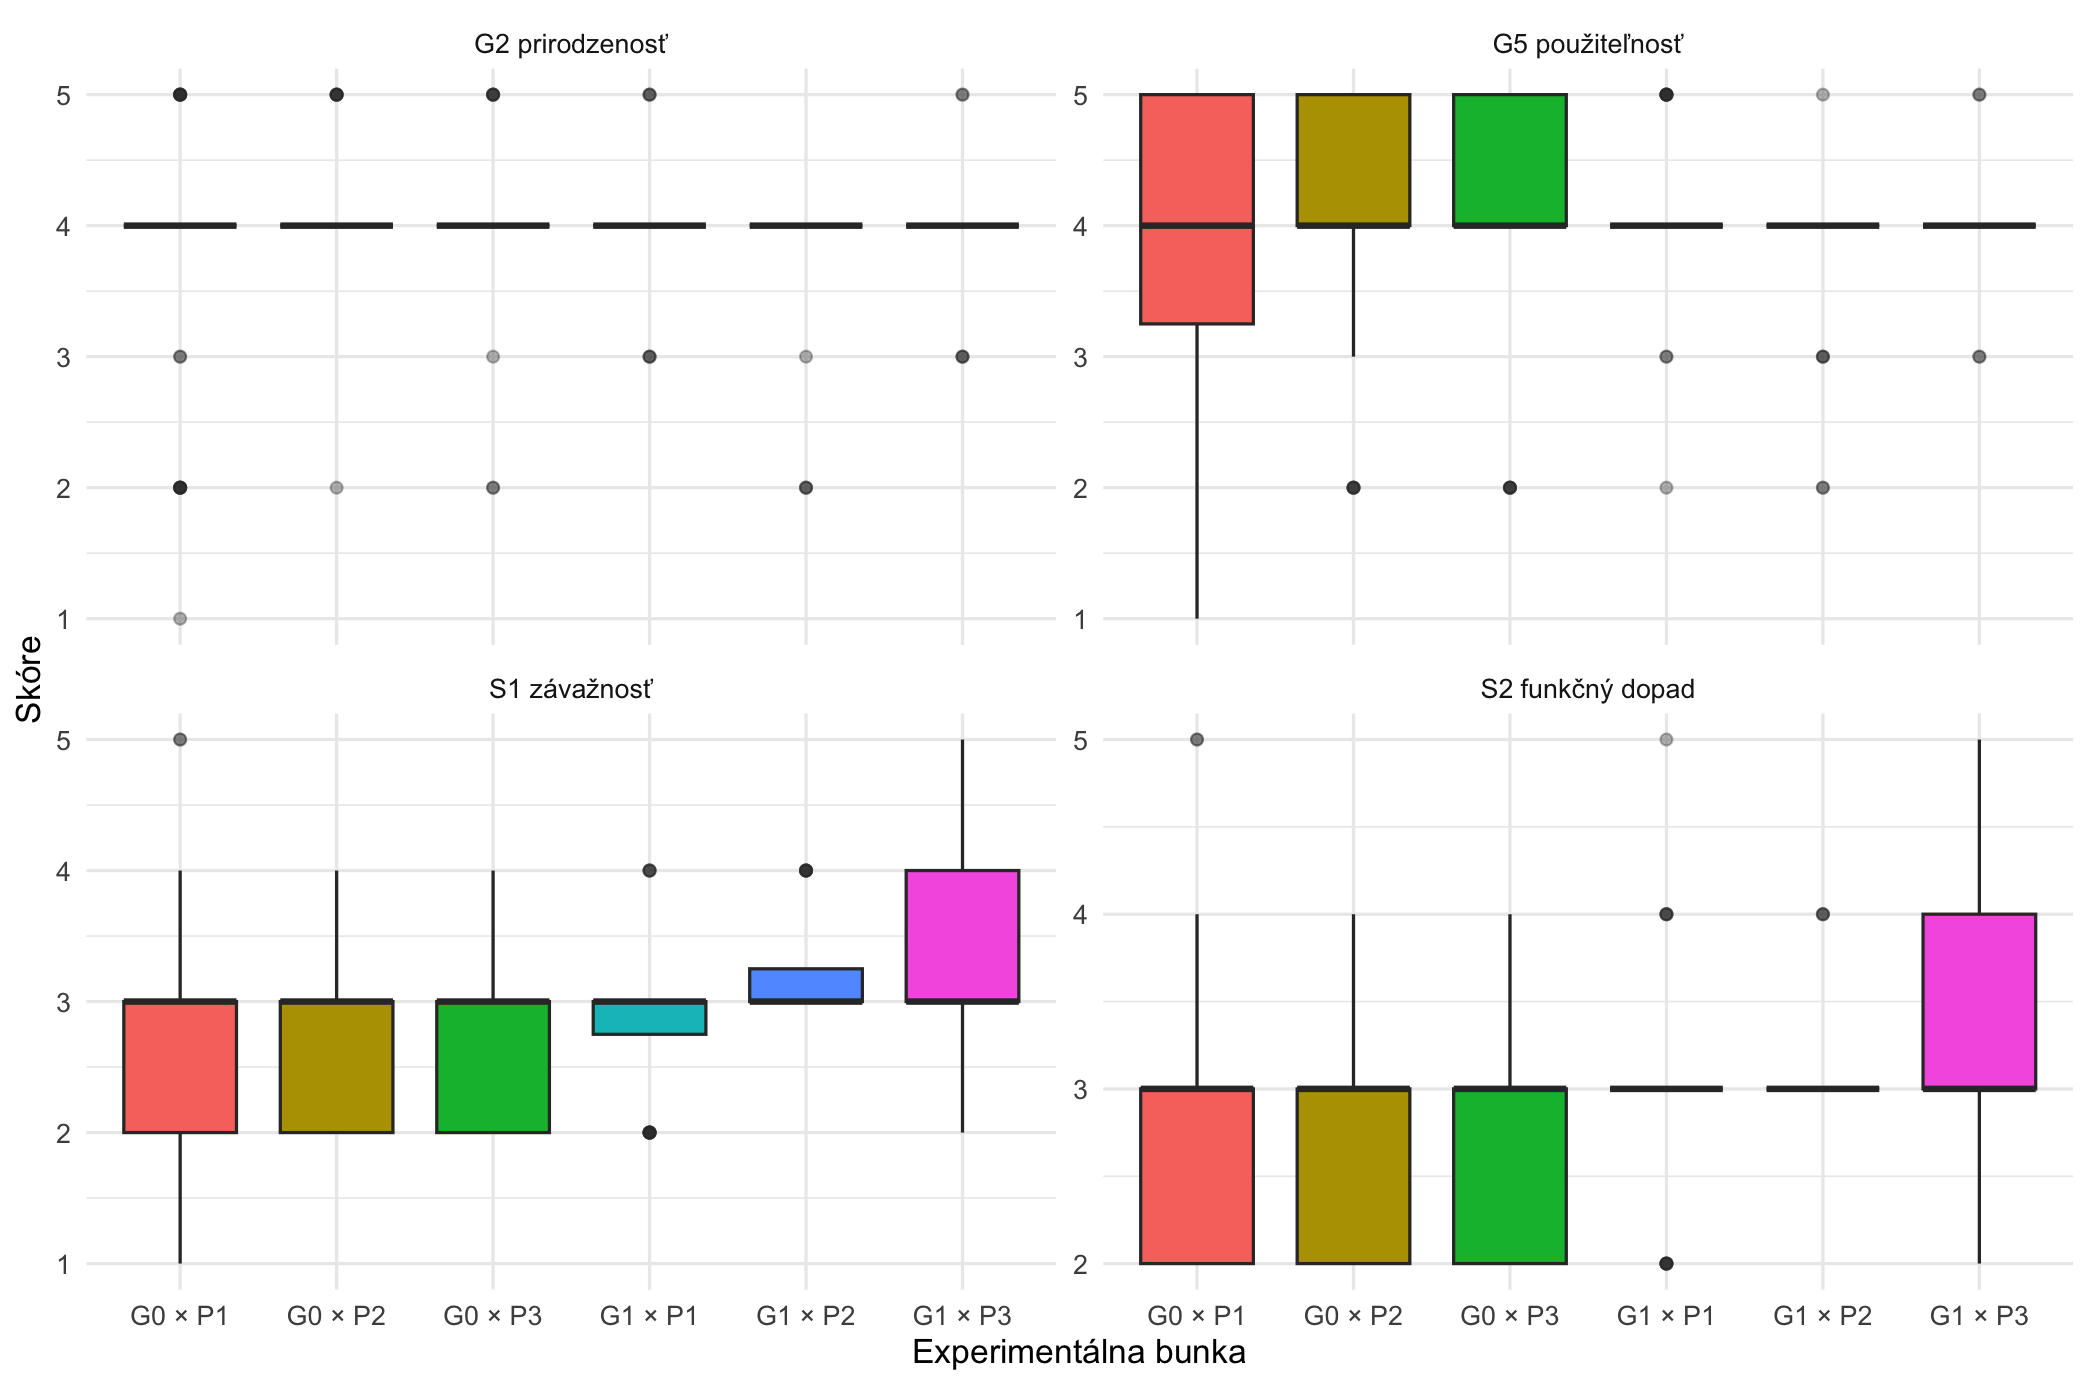 G2 prirodzenosť
G5 použiteľnosť
5
4
3
2
1
5
4
3
2
1
Skóre
S1 závažnosť
S2 funkčný dopad
5
4
3
2
1
5
4
3
2
G0 × P1 G0 × P2 G0 × P3 G1 × P1 G1 × P2 G1 × P3
G0 × P1 G0 × P2 G0 × P3 G1 × P1 G1 × P2 G1 × P3
Experimentálna bunka